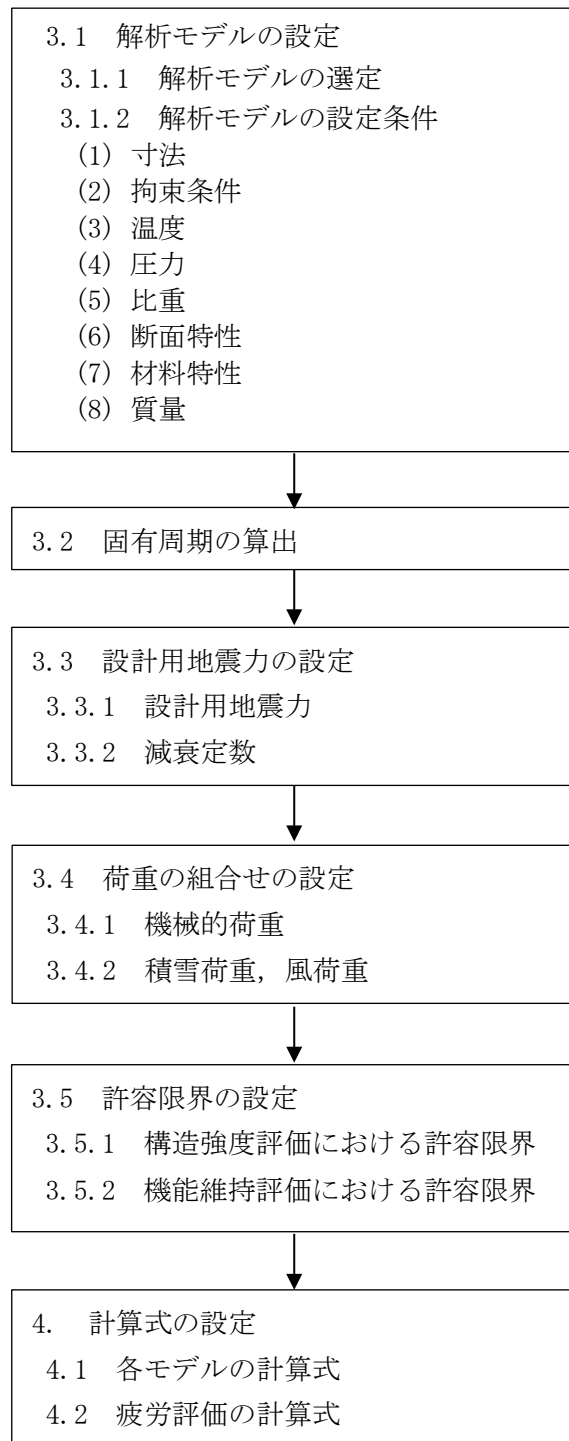 3.1 解析モデルの設定
3.1.1 解析モデルの選定
3.1.2 解析モデルの設定条件
(1) 寸法
(2) 拘束条件
(3) 温度
(4) 圧力
(5) 比重
(6) 断面特性
(7) 材料特性
(8) 質量
3.2 固有周期の算出
3.3 設計用地震力の設定
3.3.1 設計用地震力
3.3.2 減衰定数
3.4 荷重の組合せの設定
3.4.1 機械的荷重
3.4.2 積雪荷重，風荷重
3.5 許容限界の設定
3.5.1 構造強度評価における許容限界
3.5.2 機能維持評価における許容限界
4. 計算式の設定
4.1 各モデルの計算式
4.2 疲労評価の計算式